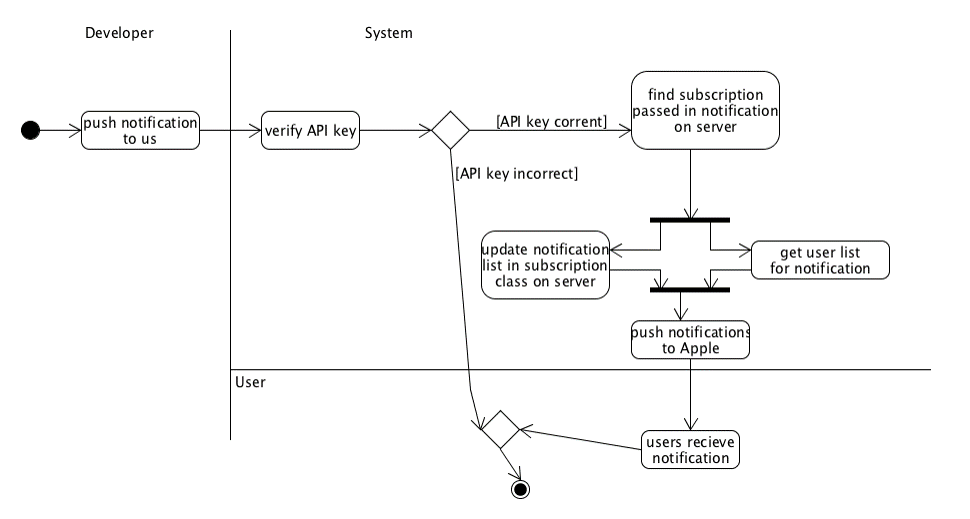 Developer
System
push notification
to us
verify API key
[API key corrent]
find subscription
passed in notification
on server
[API key incorrect]
update notification
list in subscription
class on server
get user list
for notification
push notifications
to Apple
User
users recieve
notification